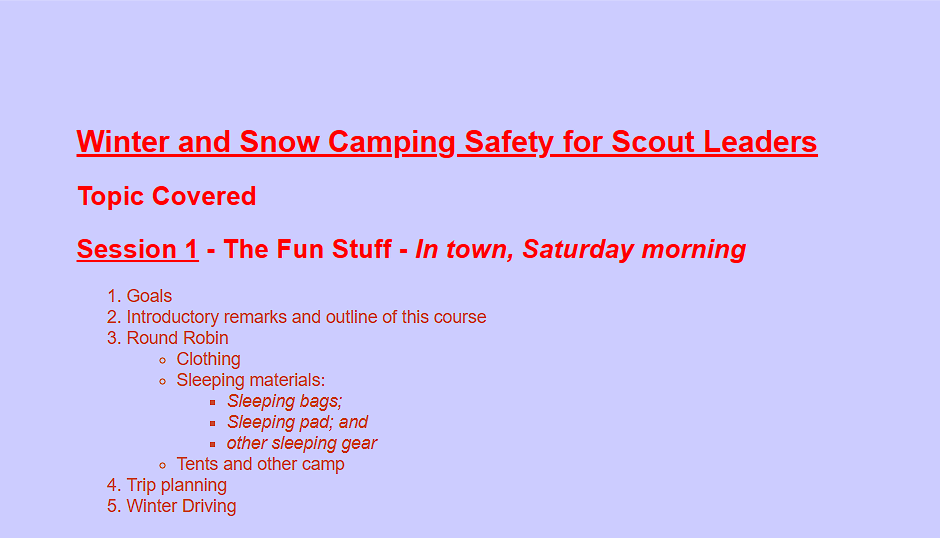 Winter and Snow Camping Safety for Scout Leaders
Topic Covered
Session 1 - The Fun Stuff - In town, Saturday morning
1. Goals
2. Introductory remarks and outline of this course
3. Round Robin
Clothing
Sleeping materials:
Sleeping bags;
Sleeping pad; and
other sleeping gear
Tents and other camp
4. Trip planning
5. Winter Driving